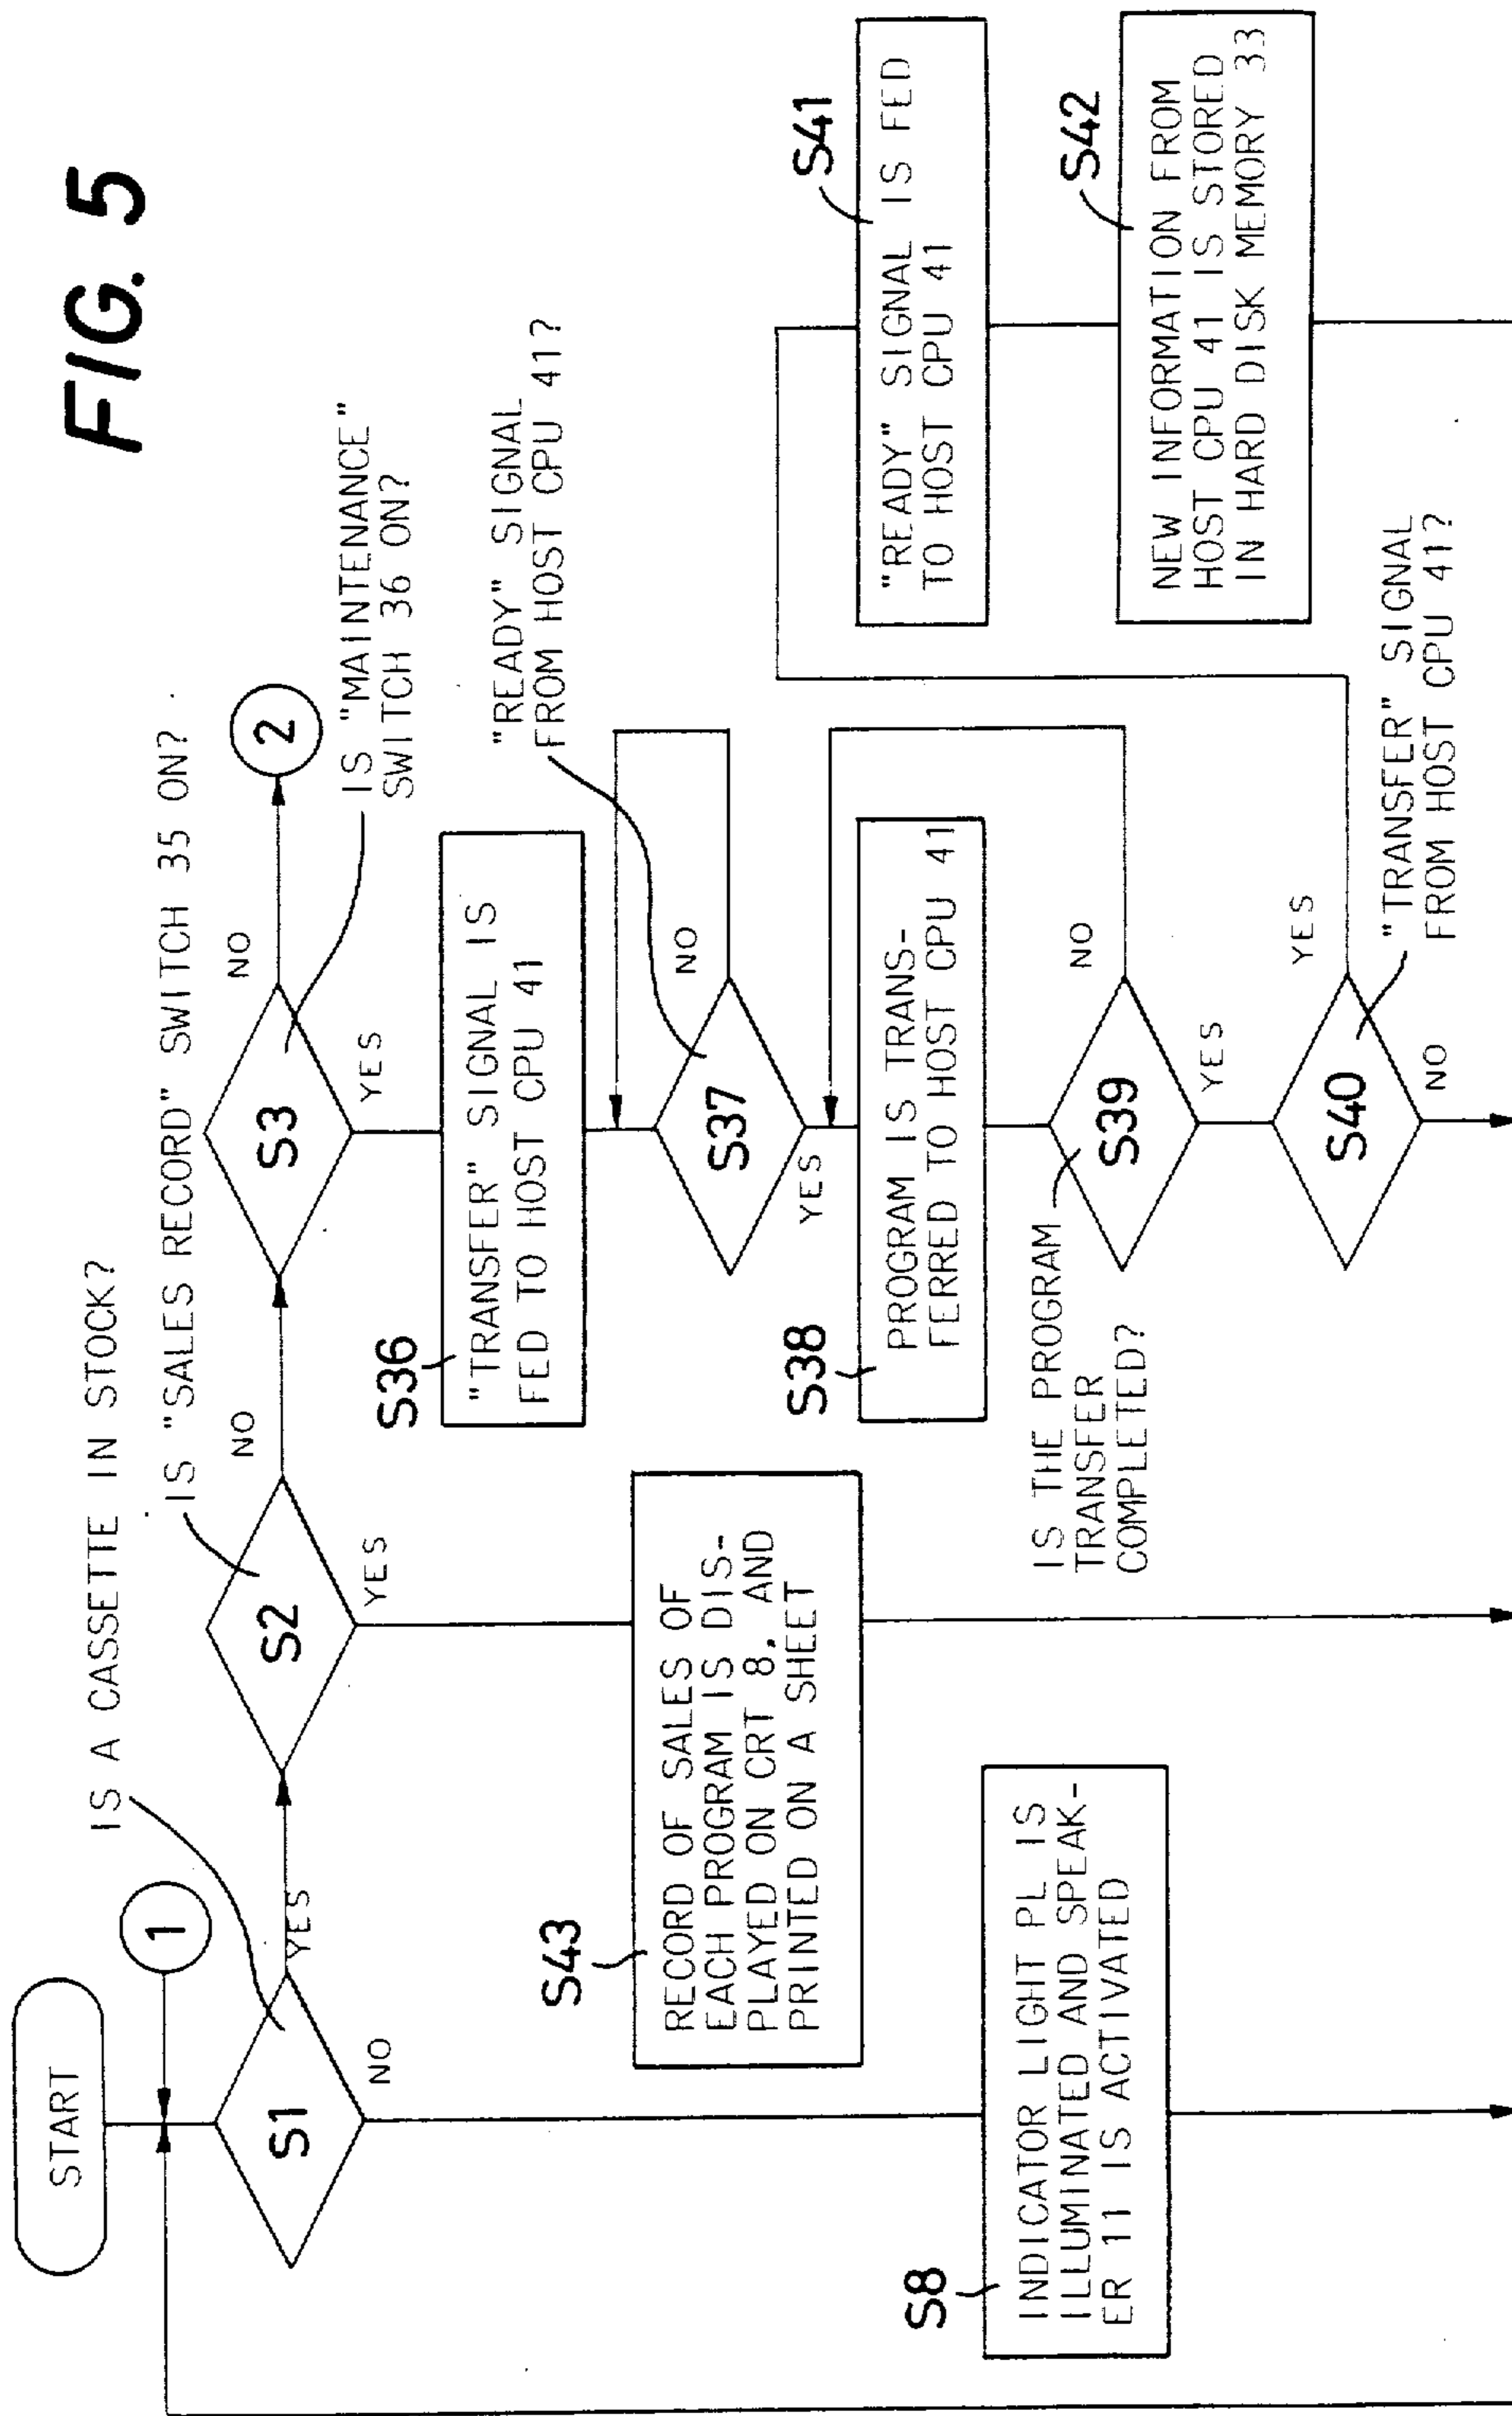 FIG. 5
START
1
IS A CASSETTE IN STOCK?
S1
YES
NO
IS "SALES RECORD" SWITCH 35 ON?
S2
NO
YES
S3
NO
2
YES
IS "MAINTENANCE"
SWITCH 36 ON?
S36
"TRANSFER" SIGNAL IS
FED TO HOST CPU 41
"READY" SIGNAL
FROM HOST CPU 41?
S37
NO
YES
S38
PROGRAM IS TRANS-
FERRED TO HOST CPU 41
IS THE PROGRAM
TRANSFER
COMPLETED?
S39
NO
YES
S40
YES
NO
"TRANSFER" SIGNAL
FROM HOST CPU 41?
S41
"READY" SIGNAL IS FED
TO HOST CPU 41
S42
NEW INFORMATION FROM
HOST CPU 41 IS STORED
IN HARD DISK MEMORY 33
S43
RECORD OF SALES OF
EACH PROGRAM IS DIS-
PLAYED ON CRT 8, AND
PRINTED ON A SHEET
S8
INDICATOR LIGHT PL IS
ILLUMINATED AND SPEAK-
ER 11 IS ACTIVATED